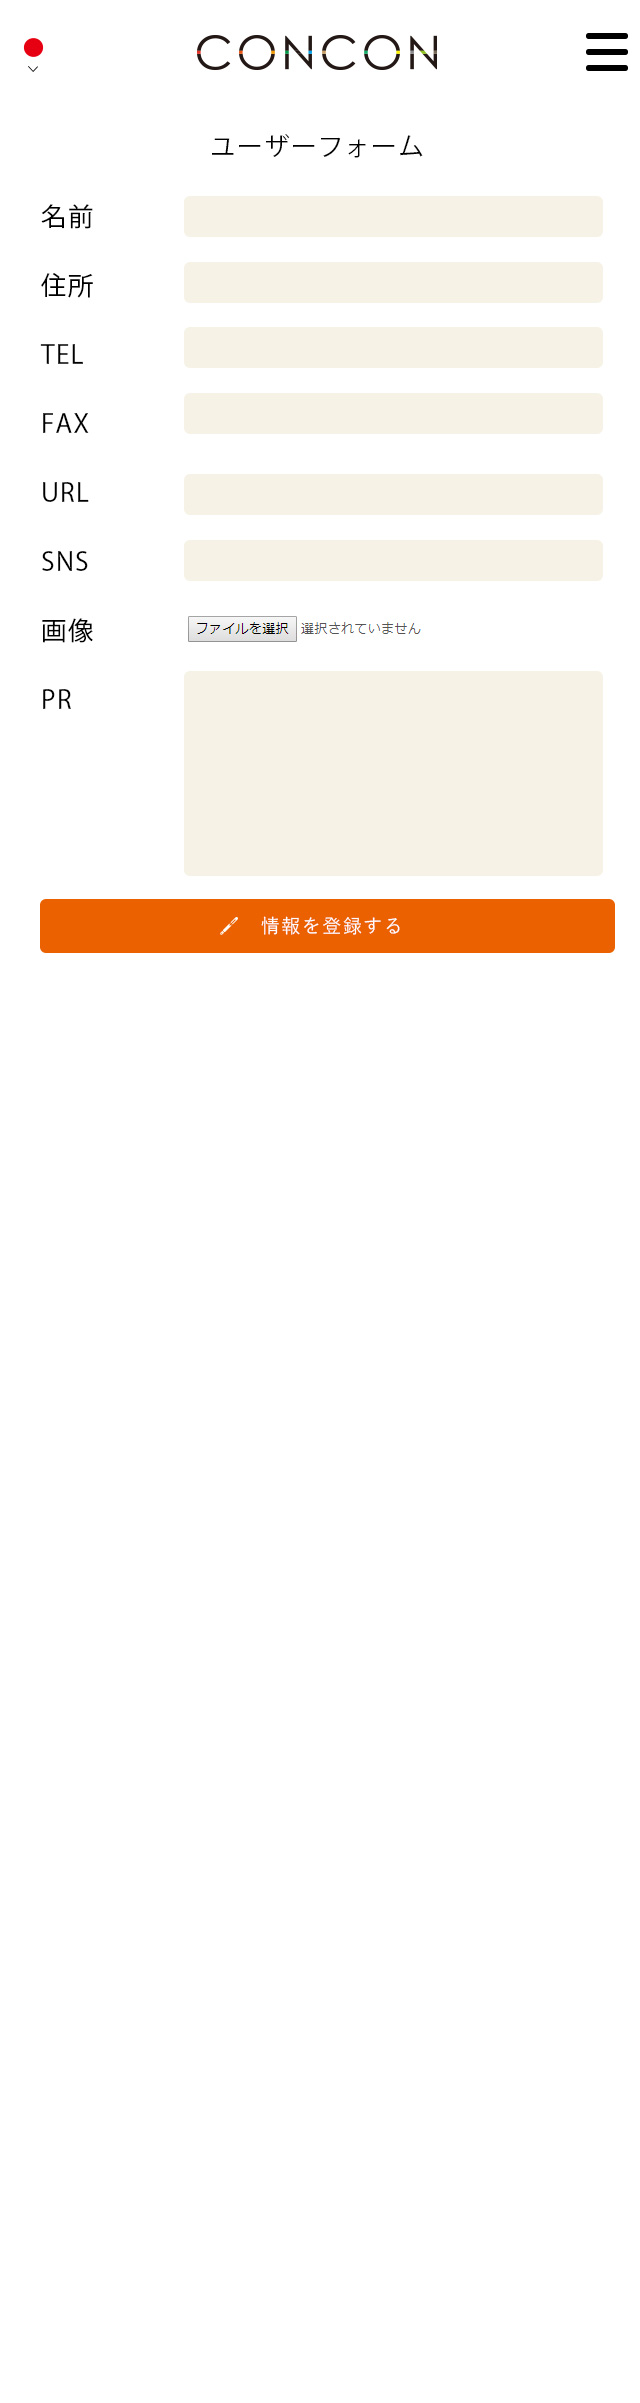 CONCON
ユーザーフォーム
名前
住所
TEL
FAX
URL
SNS
画像
ファイルを選択 選択されていません
PR
情報を登録する